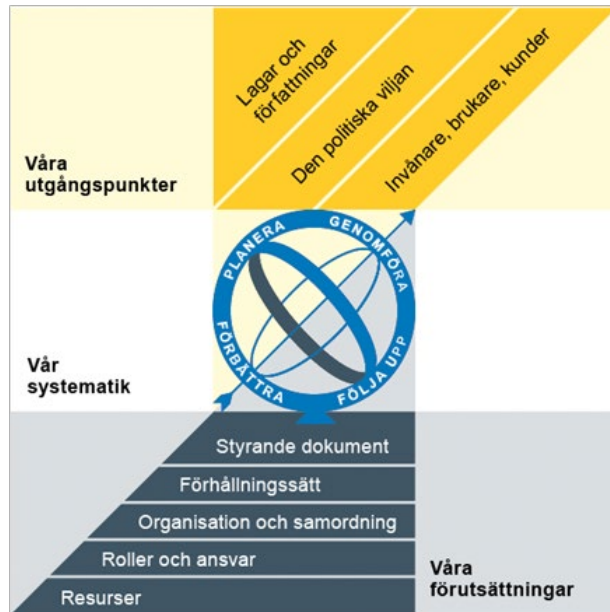 Lagar och
författningar
Den politiska viljan
Invånare, brukare, kunder
Våra
utgångspunkter
PLANERA
GENOMFÖRA
FÖRBÄTTRA
FÖLJA UPP
Vår
systematik
Styrande dokument
Förhållningssätt
Organisation och samordning
Roller och ansvar
Resurser
Våra
förutsättningar